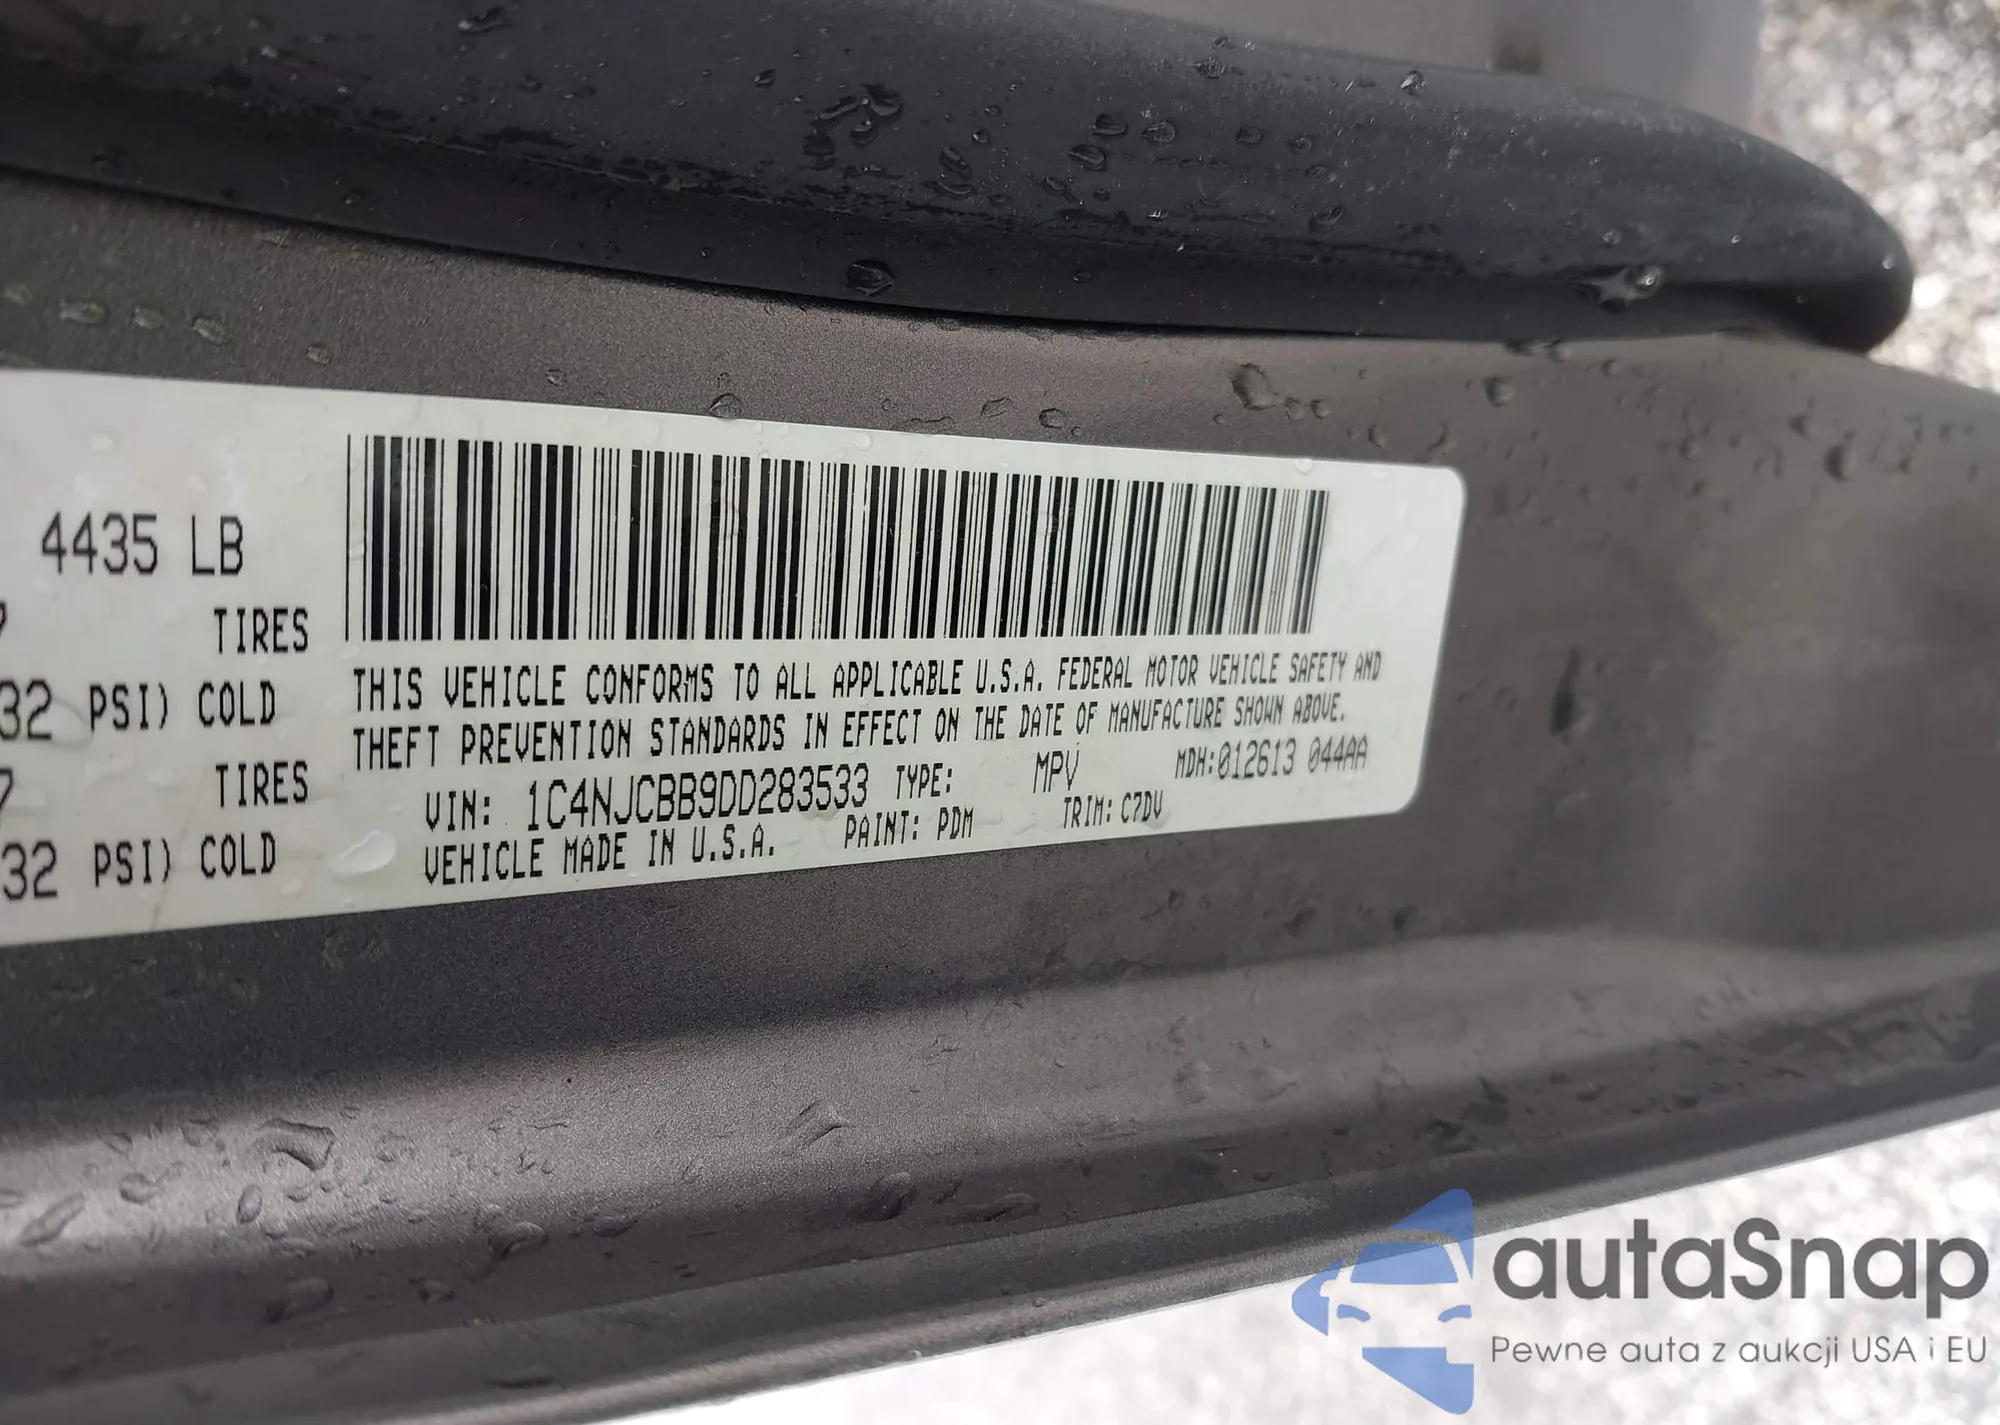 4435 LB
7 TIRES
32 PSI) COLD
7 TIRES
32 PSI) COLD
THIS VEHICLE CONFORMS TO ALL APPLICABLE U.S.A. FEDERAL MOTOR VEHICLE SAFETY AND
THEFT PREVENTION STANDARDS IN EFFECT ON THE DATE OF MANUFACTURE SHOWN ABOVE.
VIN: 1C4NJCBB9DD283533 TYPE: MPV MDH:012613 044AA
VEHICLE MADE IN U.S.A. PAINT: PDM TRIM: C7DV
autaSnap
Pewne auta z aukcji USA i EU